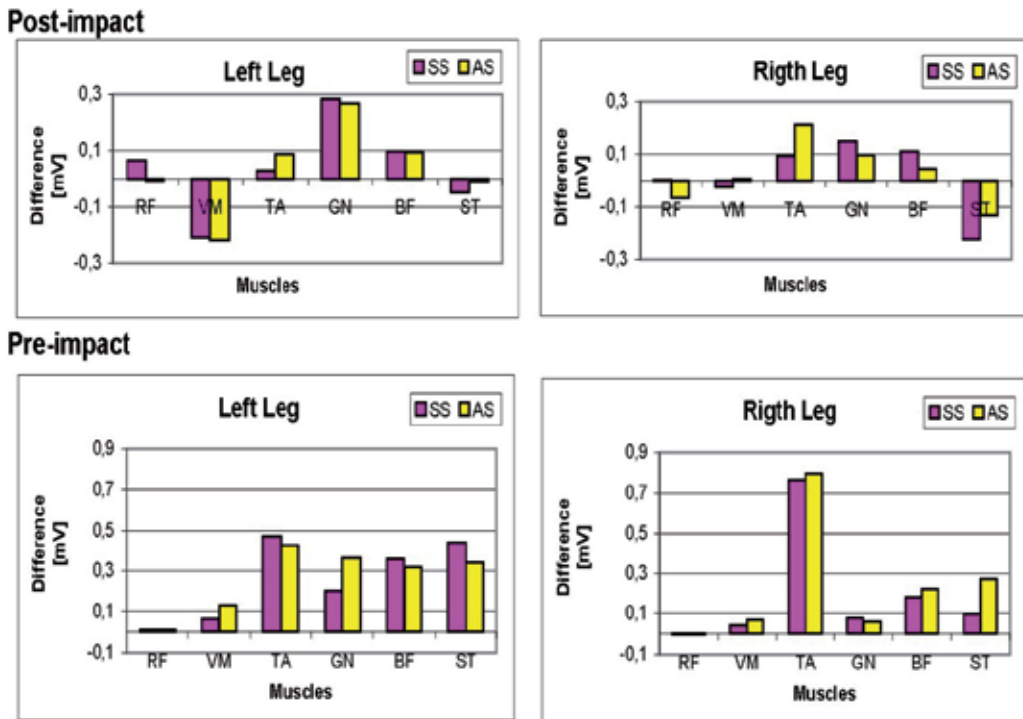 Post-impact
Left Leg
SS AS
0,3
0,1
-0,1
-0,3
Difference
[mV]
RF VM TA GN BF ST
Muscles
Rigth Leg
SS AS
0,3
0,1
-0,1
-0,3
Difference
[mV]
RF VM TA GN BF ST
Muscles
Pre-impact
Left Leg
SS AS
0,9
0,7
0,5
0,3
0,1
-0,1
Difference
[mV]
RF VM TA GN BF ST
Muscles
Rigth Leg
SS AS
0,9
0,7
0,5
0,3
0,1
-0,1
Difference
[mV]
RF VM TA GN BF ST
Muscles